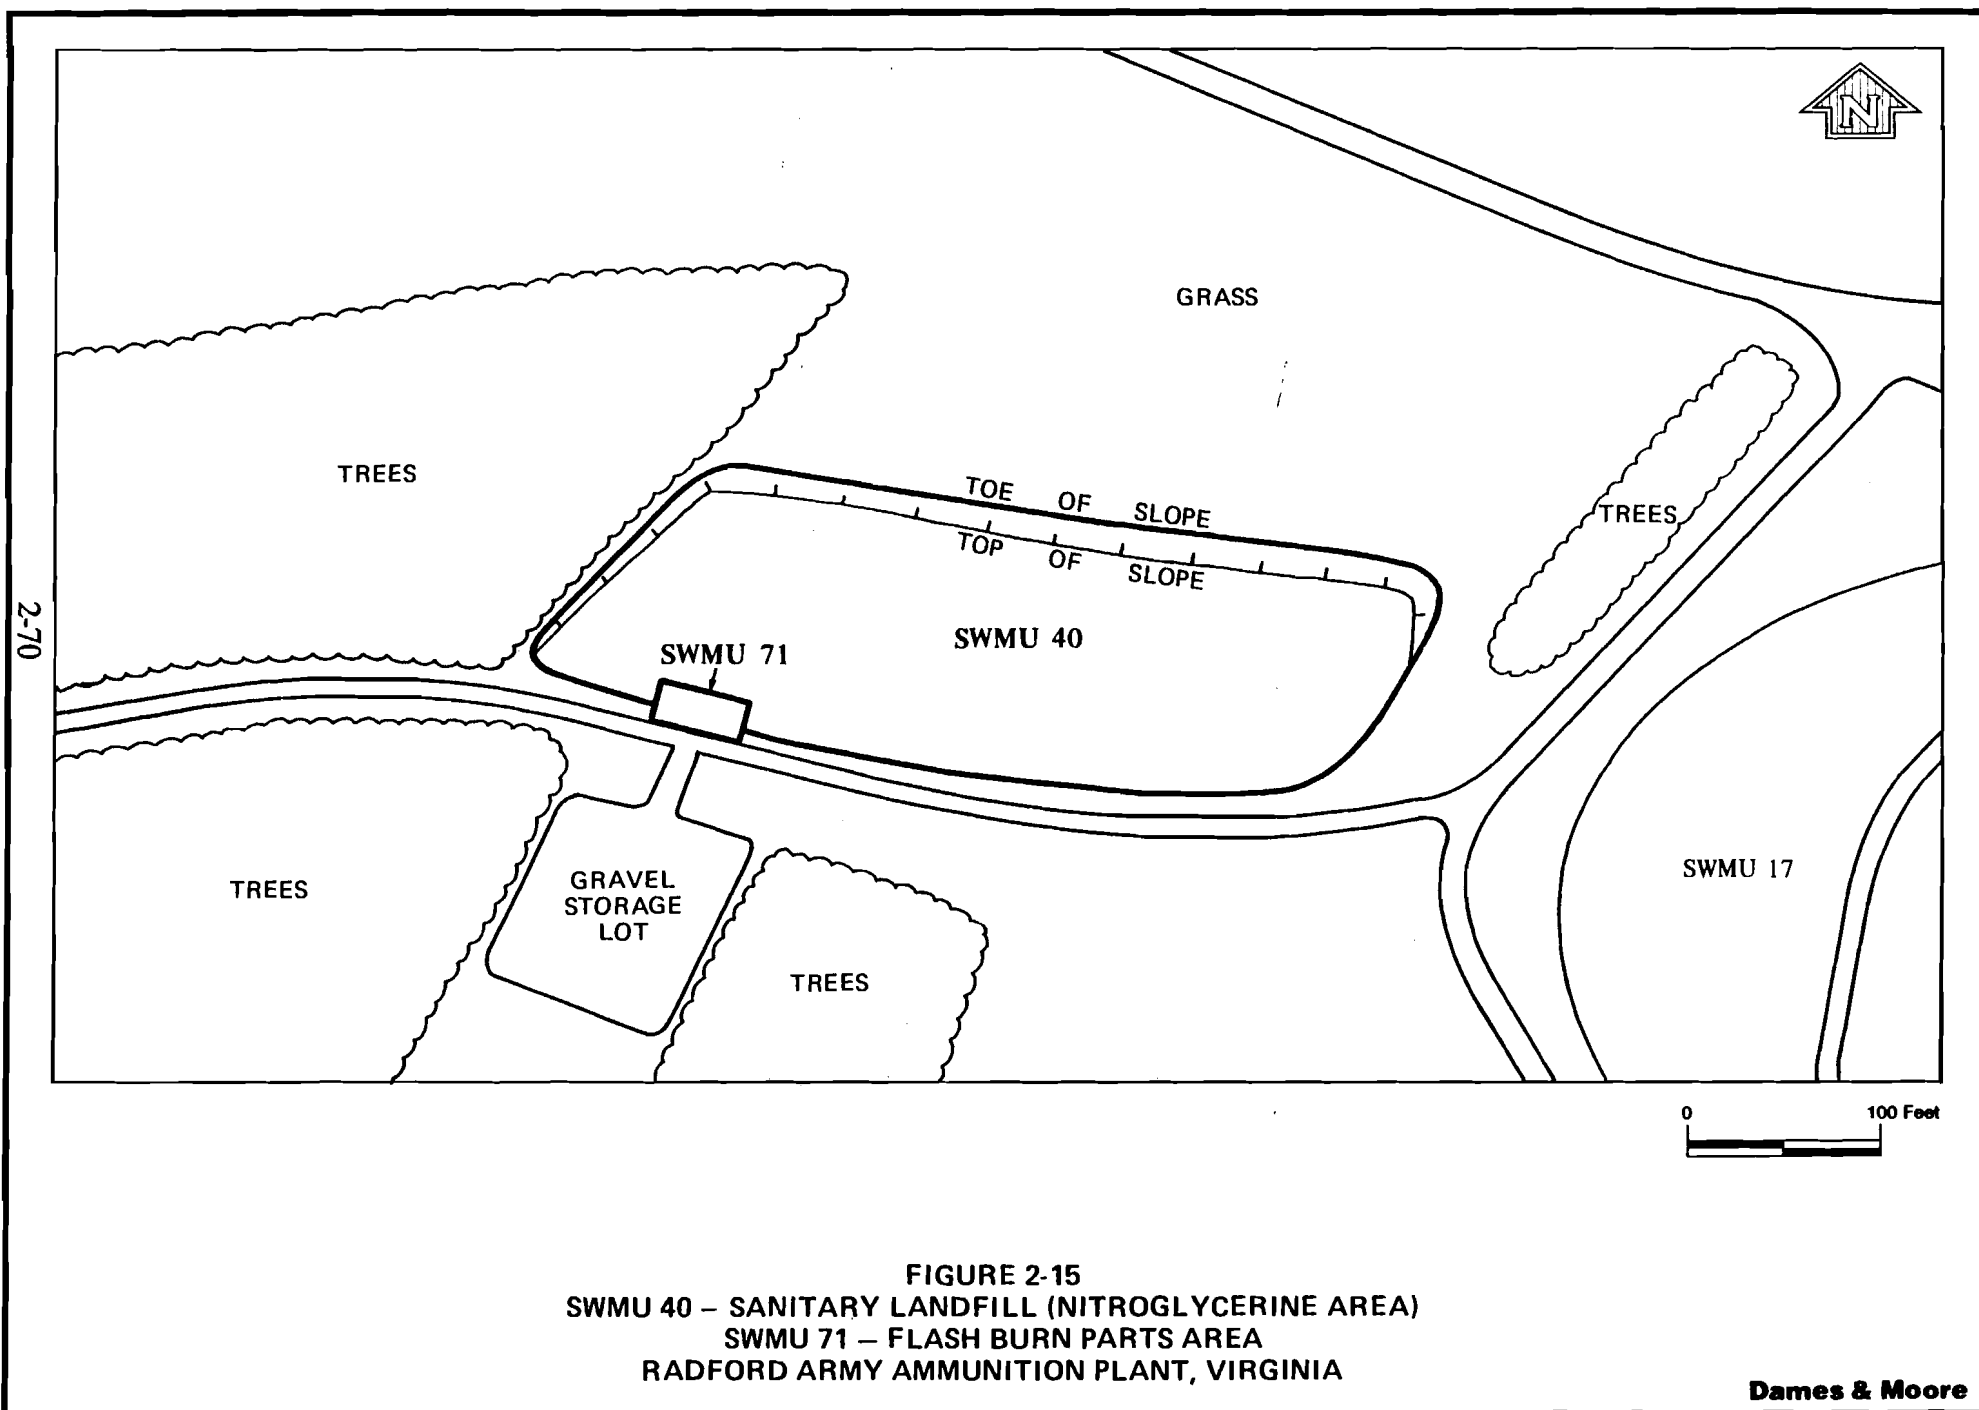 N
GRASS
TREES
TOE OF SLOPE
TOP OF SLOPE
TREES
2-70
SWMU 71
SWMU 40
TREES
GRAVEL
STORAGE
LOT
TREES
SWMU 17
0 100 Feet
FIGURE 2-15
SWMU 40 – SANITARY LANDFILL (NITROGLYCERINE AREA)
SWMU 71 – FLASH BURN PARTS AREA
RADFORD ARMY AMMUNITION PLANT, VIRGINIA
Dames & Moore